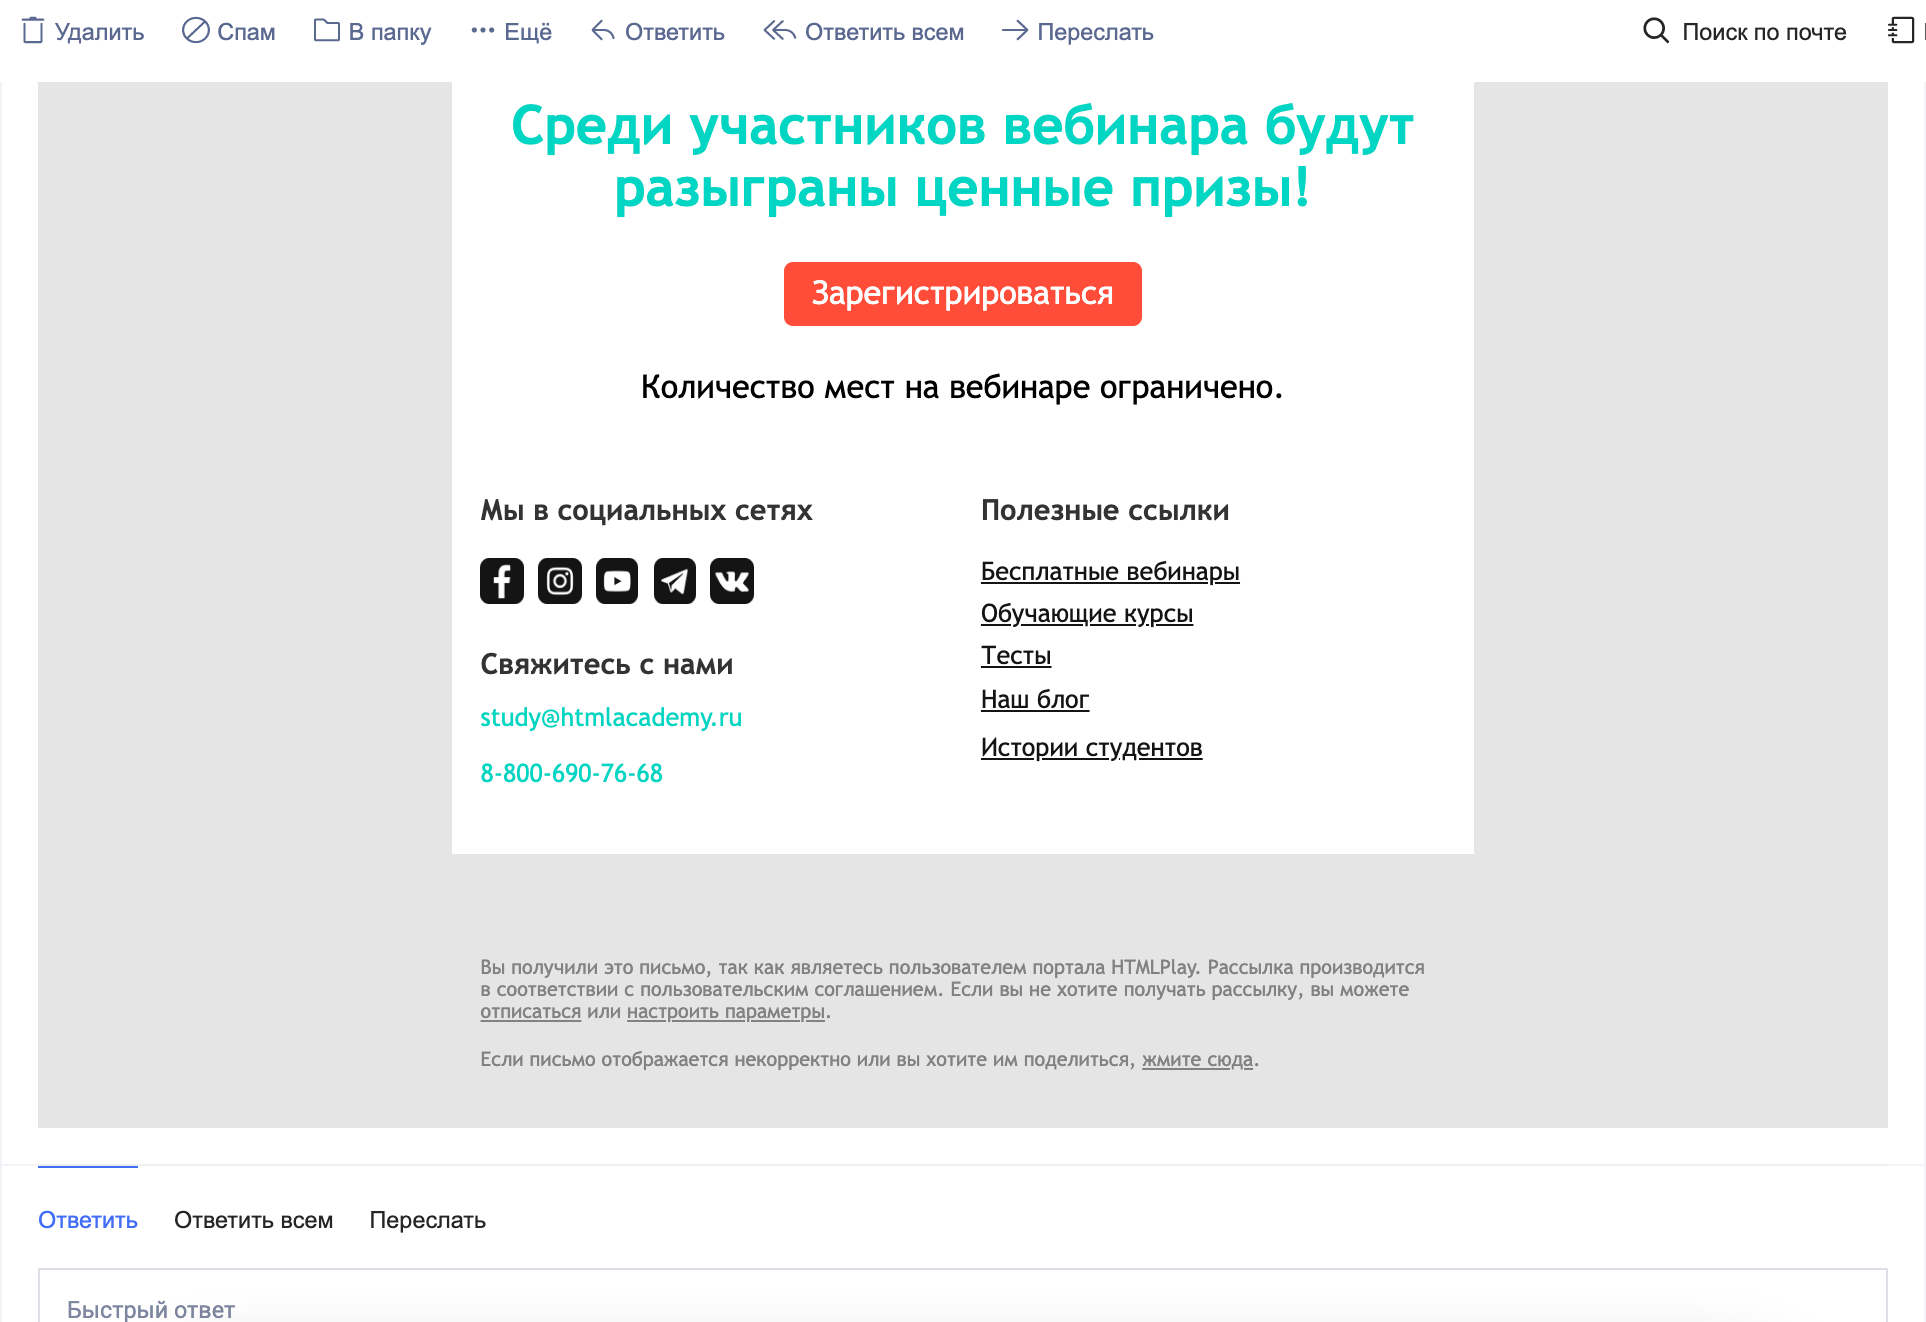 Удалить
Спам
В папку
Ещё
Ответить
Ответить всем
Переслать
Поиск по почте
Среди участников вебинара будут
разыграны ценные призы!
Зарегистрироваться
Количество мест на вебинаре ограничено.
Мы в социальных сетях
Свяжитесь с нами
study@htmlacademy.ru
8-800-690-76-68
Полезные ссылки
Бесплатные вебинары
Обучающие курсы
Тесты
Наш блог
Истории студентов
Вы получили это письмо, так как являетесь пользователем портала HTMLPlay. Рассылка производится
в соответствии с пользовательским соглашением. Если вы не хотите получать рассылку, вы можете
отписаться или настроить параметры.
Если письмо отображается некорректно или вы хотите им поделиться, жмите сюда.
Ответить
Ответить всем
Переслать
Быстрый ответ